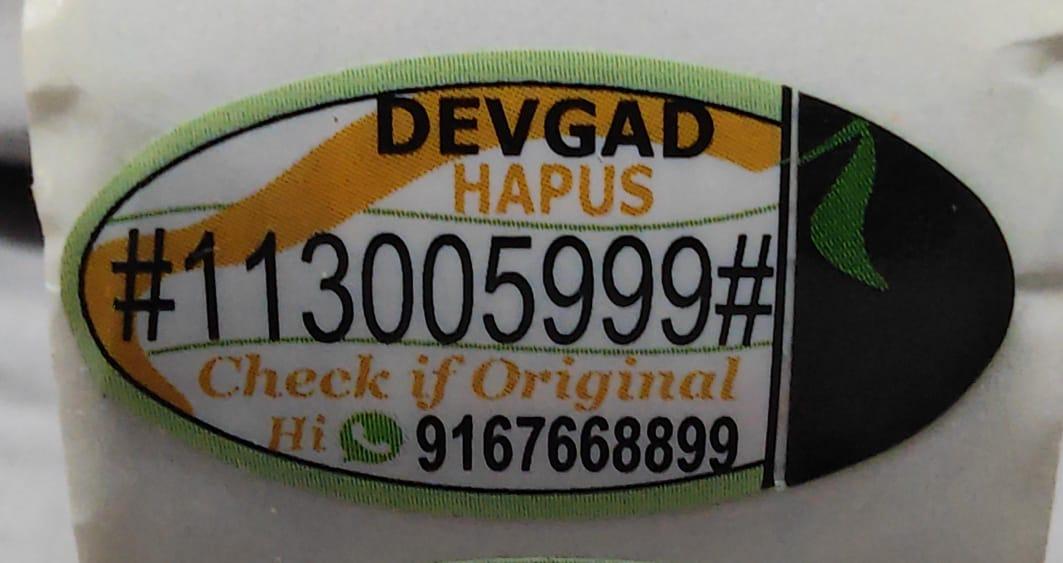 DEVGAD
HAPUS
#113005999#
Check if Original
Hi 9167668899